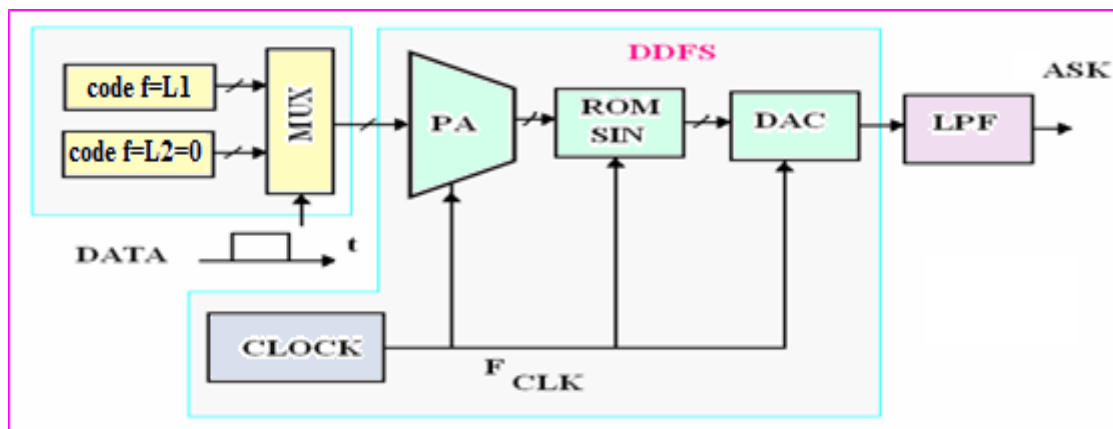 DDFS
ASK
code f=L1
code f=L2=0
MUX
PA
ROM
SIN
DAC
LPF
DATA
t
CLOCK
F CLK